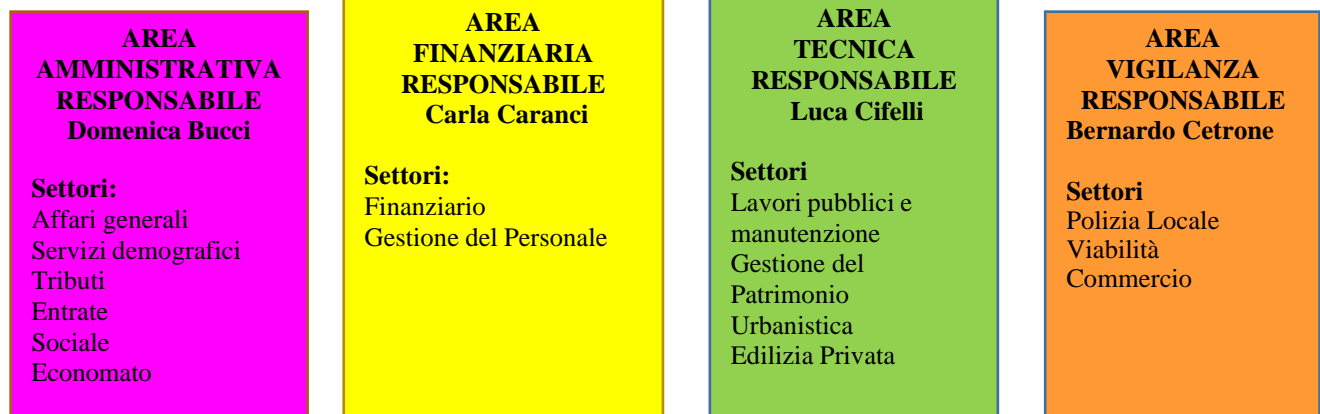 AREA
AMMINISTRATIVA
RESPONSABILE
Domenica Bucci
Settori:
Affari generali
Servizi demografici
Tributi
Entrate
Sociale
Economato
AREA
FINANZIARIA
RESPONSABILE
Carla Caranci
Settori:
Finanziario
Gestione del Personale
AREA
TECNICA
RESPONSABILE
Luca Cifelli
Settori
Lavori pubblici e
manutenzione
Gestione del
Patrimonio
Urbanistica
Edilizia Privata
AREA
VIGILANZA
RESPONSABILE
Bernardo Cetrone
Settori
Polizia Locale
Viabilità
Commercio